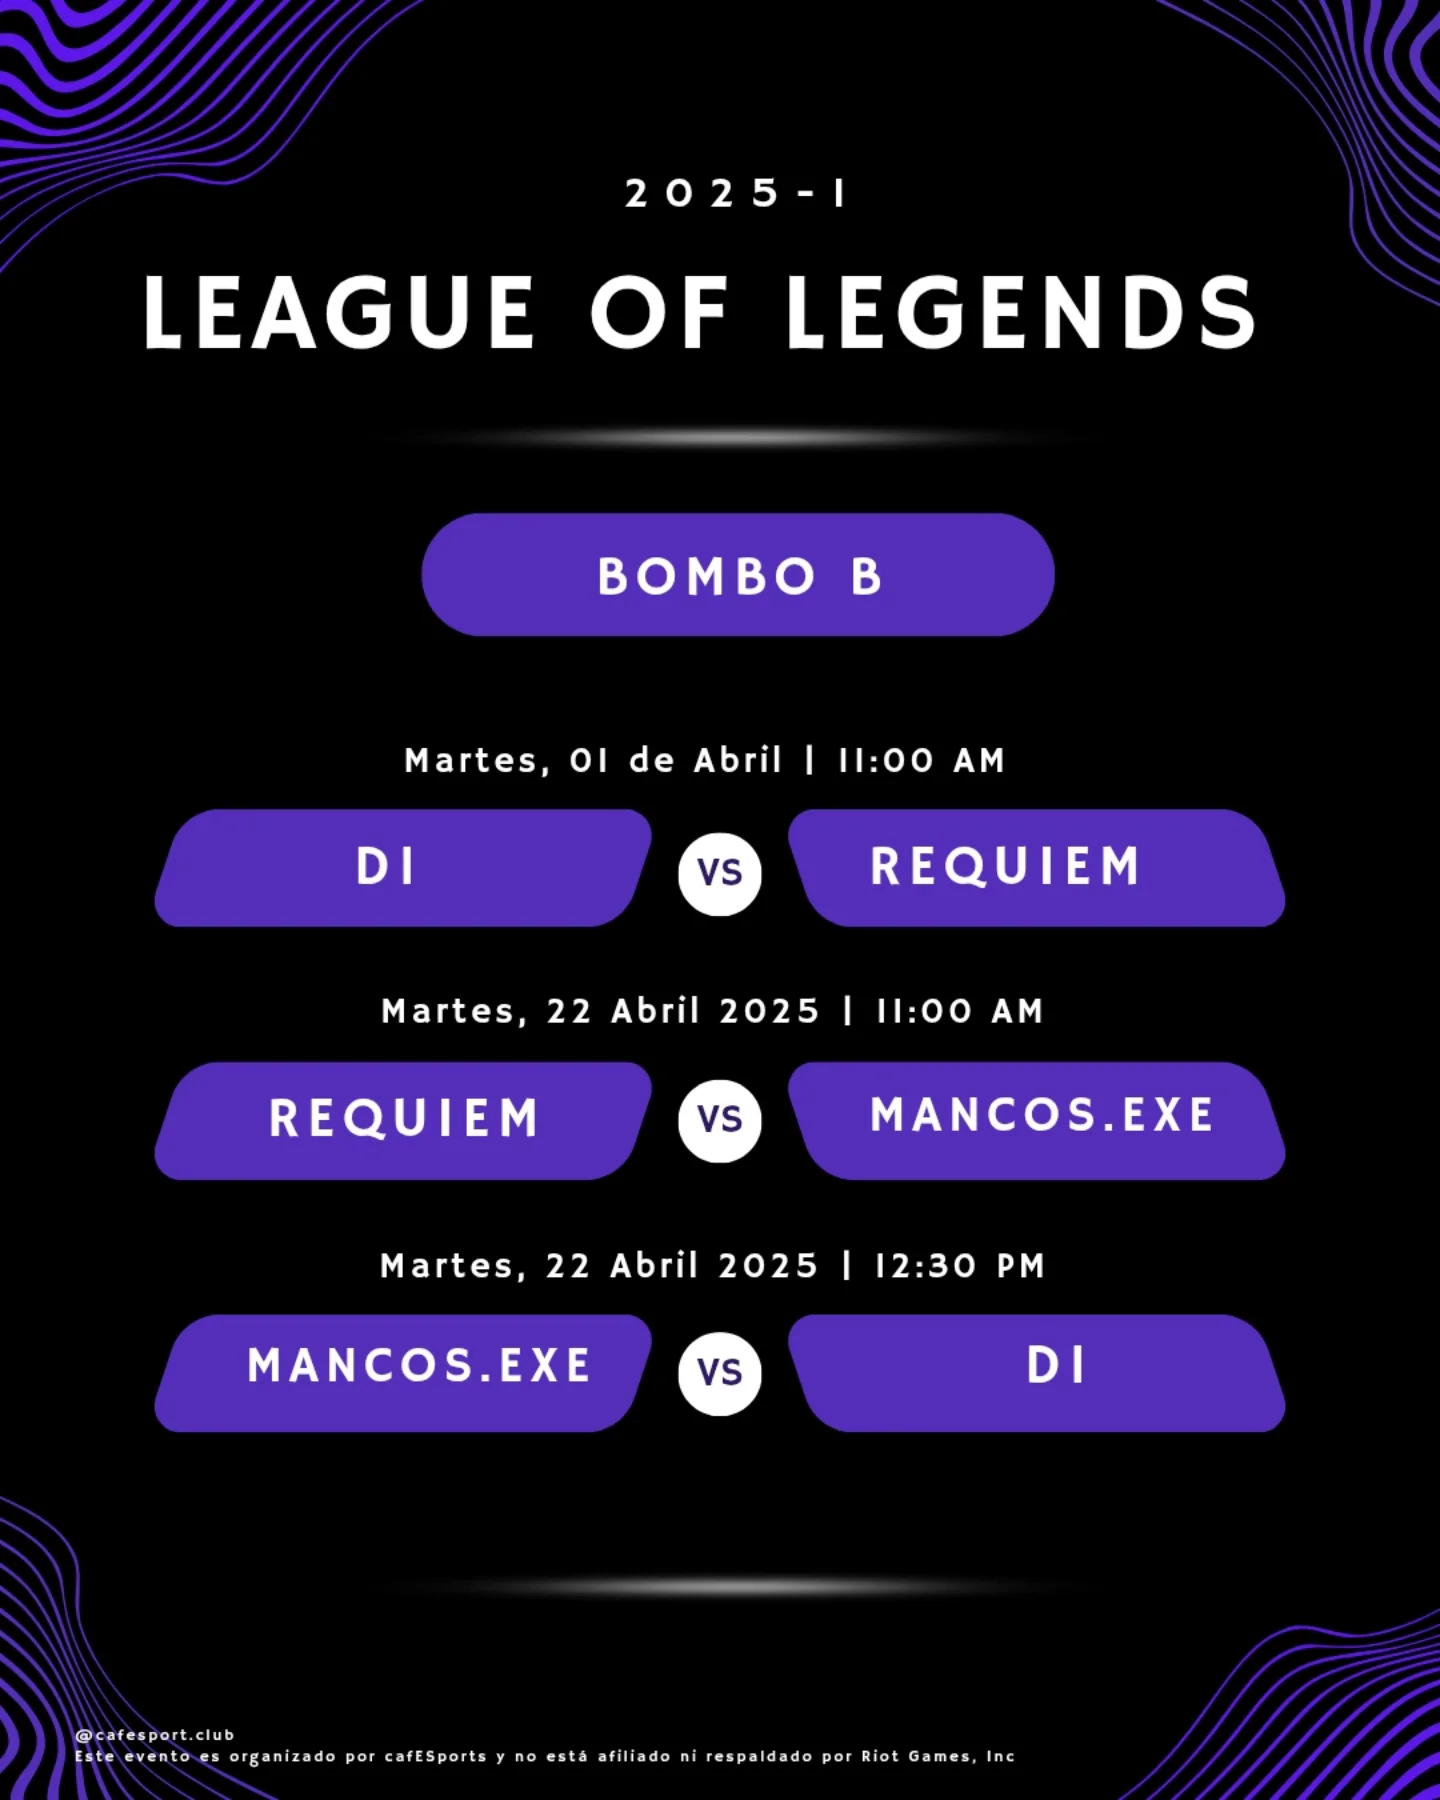 2025-1
LEAGUE OF LEGENDS
BOMBO B
Martes, 01 de Abril | 11:00 AM
DI VS REQUIEM
Martes, 22 Abril 2025 | 11:00 AM
REQUIEM VS MANCOS.EXE
Martes, 22 Abril 2025 | 12:30 PM
MANCOS.EXE VS DI
@cafesport.club
Este evento es organizado por cafESports y no está afiliado ni respaldado por Riot Games, Inc